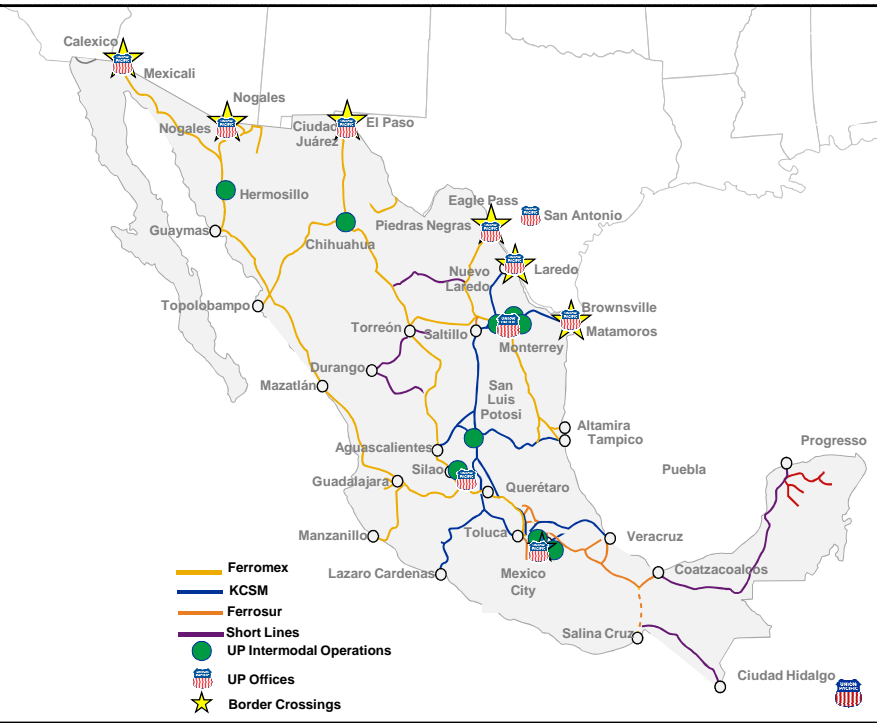 Calexico
Mexicali
Nogales
Nogales
Ciudad
Juárez
El Paso
Hermosillo
Guaymas
Chihuahua
Eagle Pass
San Antonio
Piedras Negras
Nuevo
Laredo
Laredo
Topolobampo
Brownsville
Matamoros
Torreón
Saltillo
Monterrey
Durango
Mazatlán
San
Luis
Potosi
Altamira
Tampico
Aguascalientes
Silao
Puebla
Progresso
Guadalajara
Querétaro
Manzanillo
Toluca
Veracruz
Lazaro Cardenas
Mexico
City
Coatzacoalcos
Salina Cruz
Ciudad Hidalgo
Ferromex
KCSM
Ferrosur
Short Lines
UP Intermodal Operations
UP Offices
Border Crossings
UNION
PACIFIC